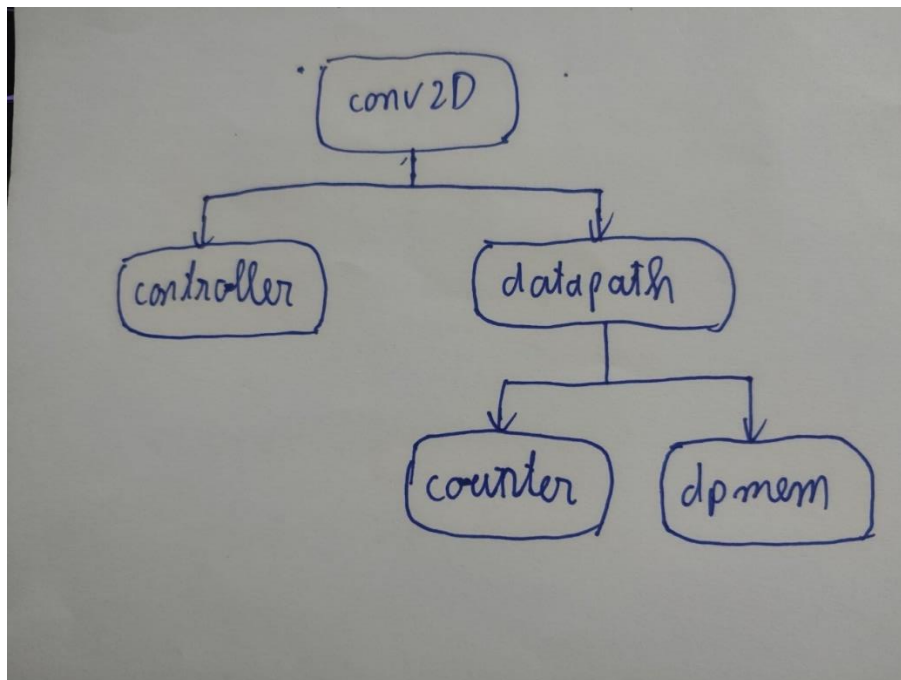 conv2D
controller
datapath
counter
dpmem